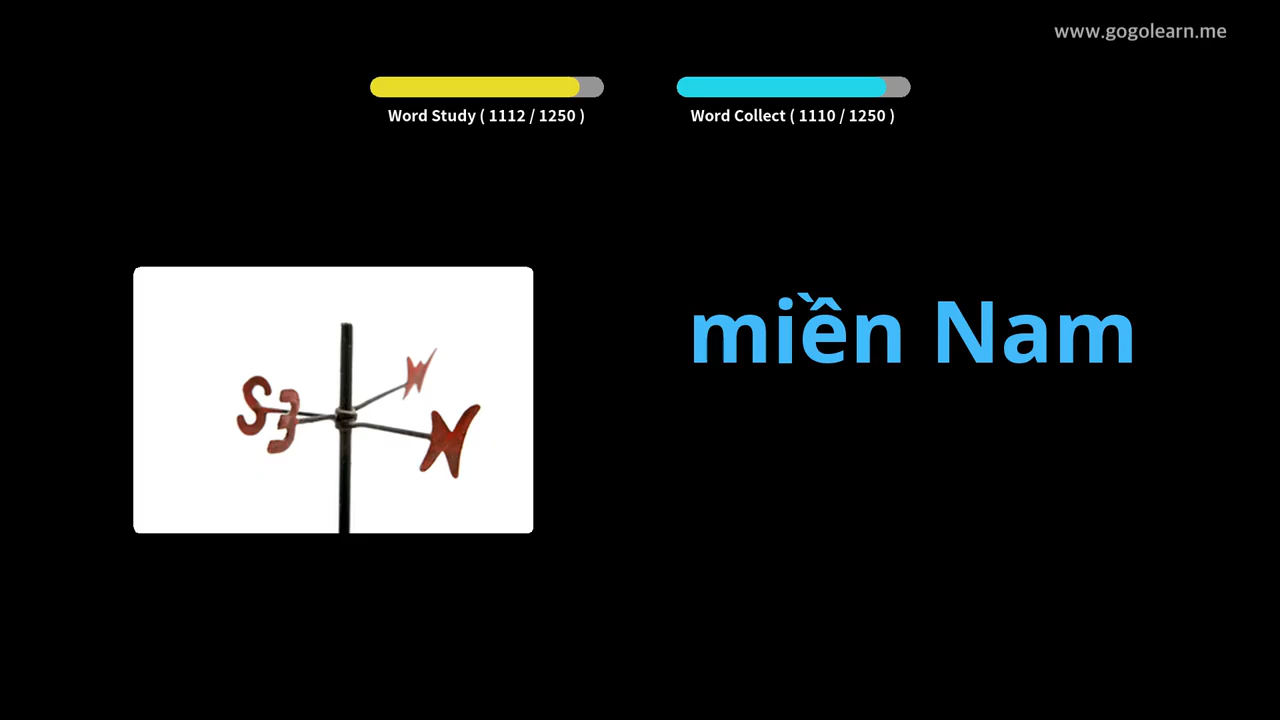 www.gogolearn.me
Word Study ( 1112 / 1250 )
Word Collect ( 1110 / 1250 )
miền Nam
S
E
N